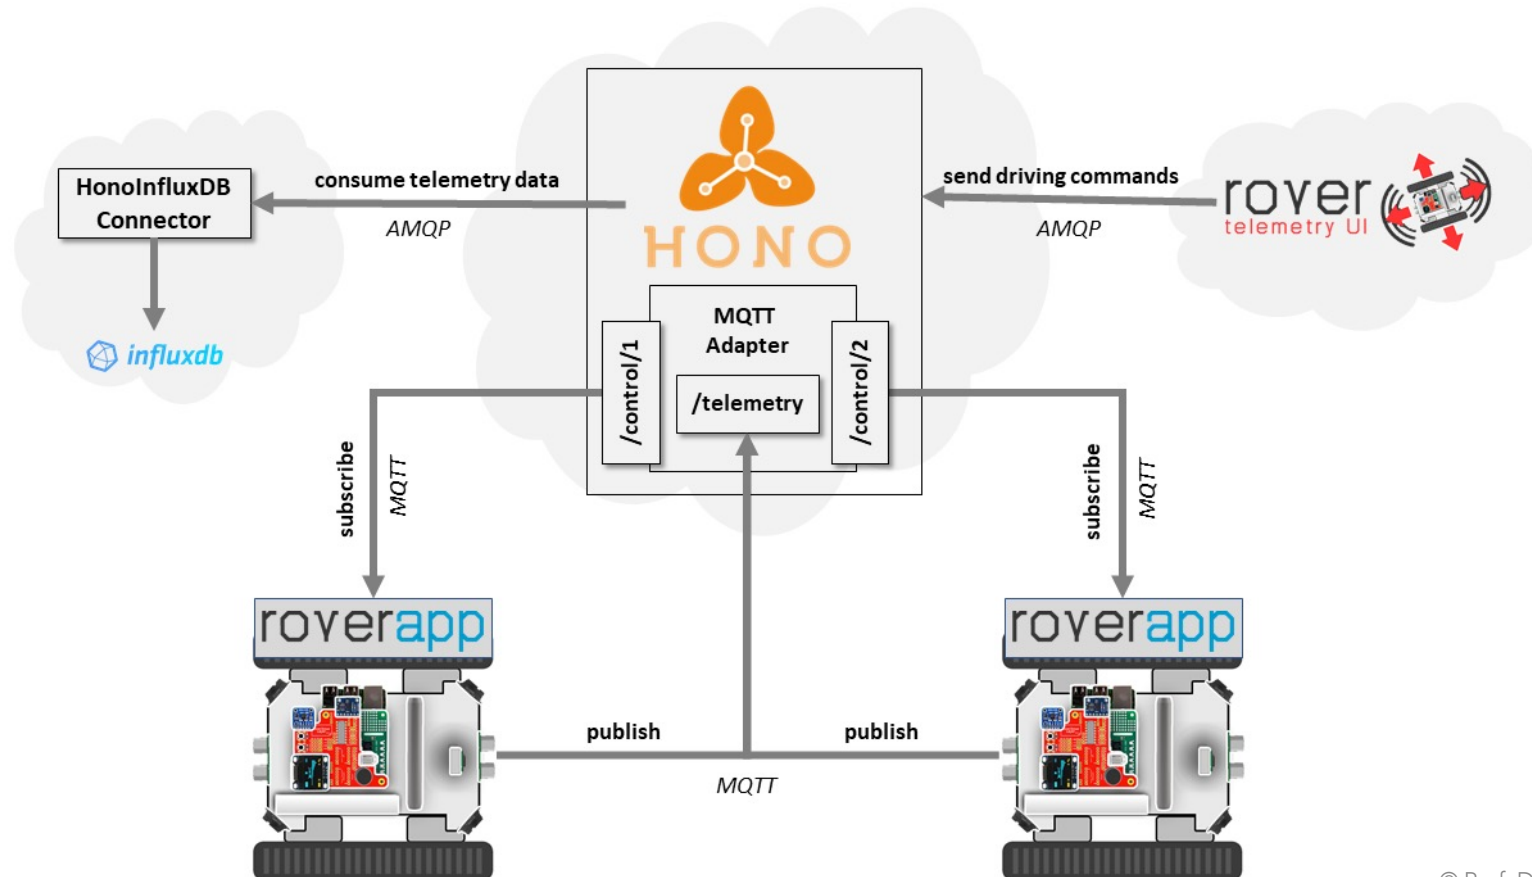 HonoInfluxDB
Connector
consume telemetry data
AMQP
influxdb
HONO
send driving commands
AMQP
rover
telemetry UI
MQTT
Adapter
/control/1
/telemetry
/control/2
subscribe
MQTT
subscribe
MQTT
roverapp
roverapp
publish
publish
MQTT